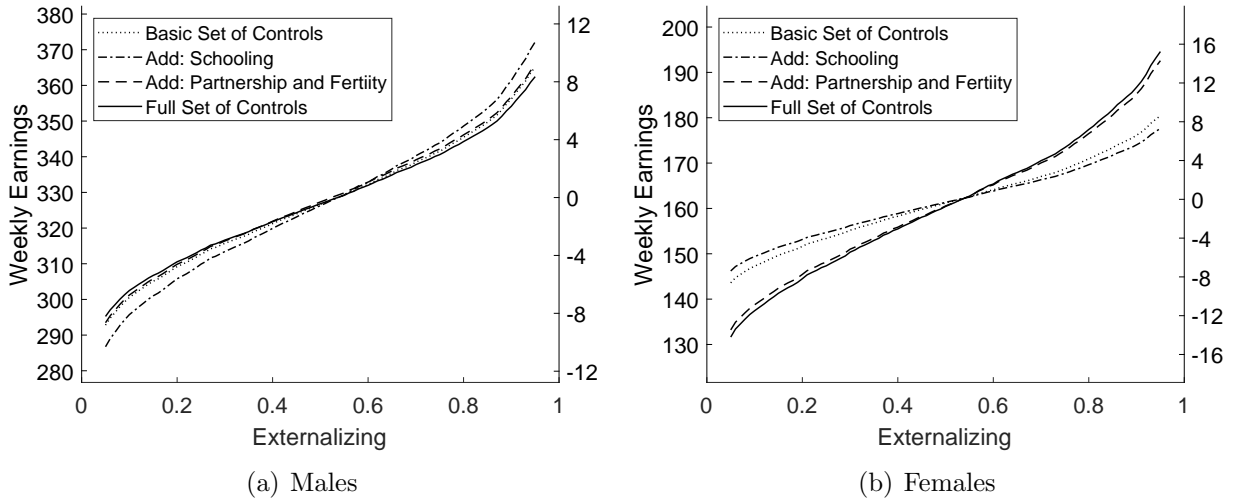 380
370
360
350
340
330
320
310
300
290
280
Weekly Earnings
12
8
4
0
-4
-8
-12
Basic Set of Controls
Add: Schooling
Add: Partnership and Fertiity
Full Set of Controls
0 0.2 0.4 0.6 0.8 1
Externalizing
(a) Males
200
190
180
170
160
150
140
130
Weekly Earnings
16
12
8
4
0
-4
-8
-12
-16
Basic Set of Controls
Add: Schooling
Add: Partnership and Fertiity
Full Set of Controls
0 0.2 0.4 0.6 0.8 1
Externalizing
(b) Females